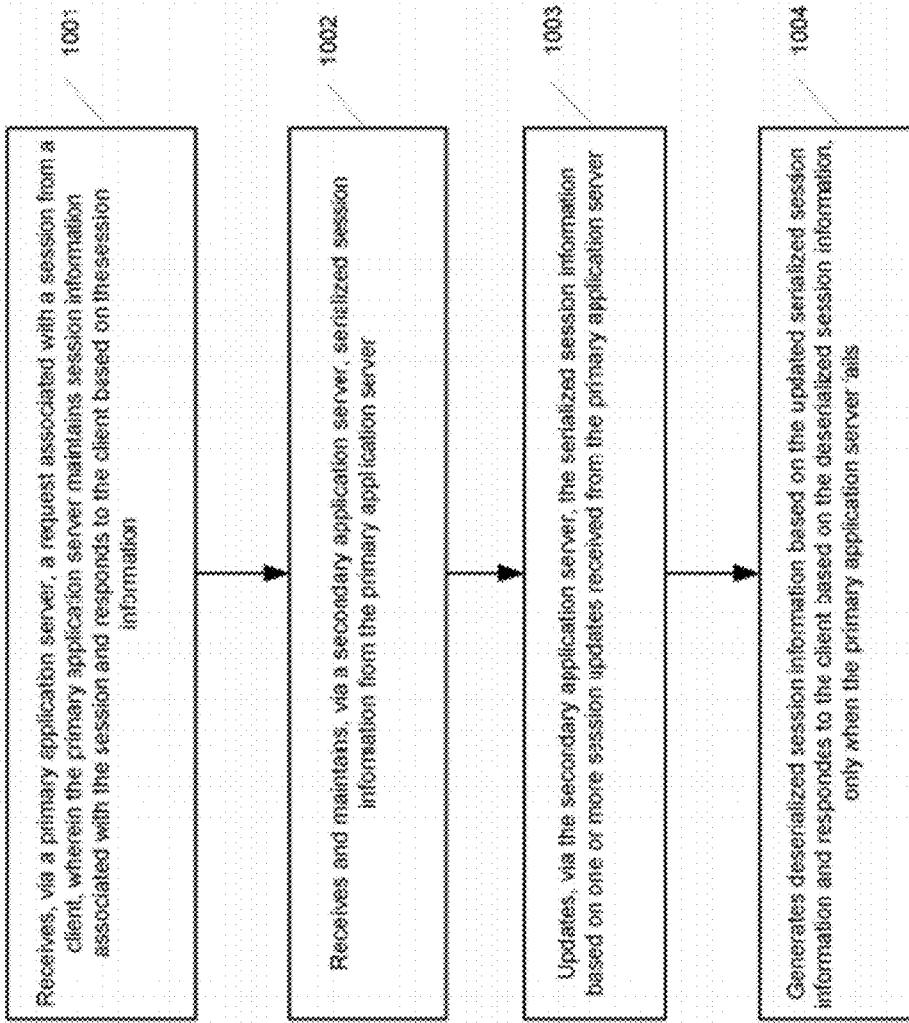 Receives, via a primary application server, a request associated with a session from a
client, wherein the primary application server maintains session information
associated with the session and responds to the client based on thesession
information
1001
Receives and maintains, via a secondary application server, serialized session
information from the primary application server
1002
Updates, via the secondary application server, the serialized session information
based on one or more session updates received from the primary application server
1003
Generates deserialized session information based on the updated serialized session
information and respondes to the client based on the deserialized session information,
only when the primary application server fails
1004